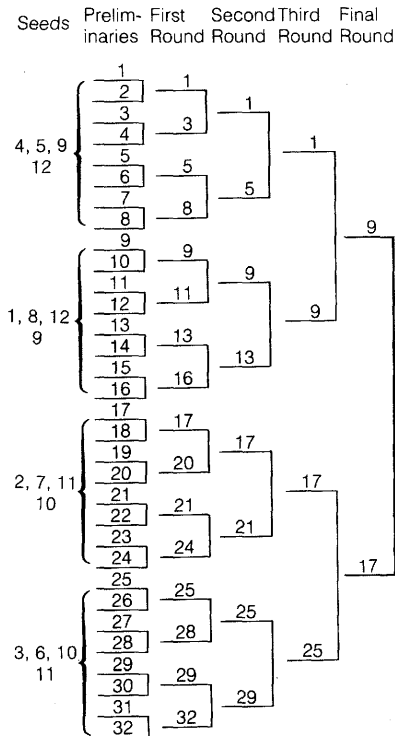 Seeds Prelim- First Second Third Final
inaries Round Round Round Round
1
2 1
3 1
4 3
4, 5, 9 5 1
12 6 5
7 5
8 8 9
9
10 9
11 9
1, 8, 12 12 11 9
9 13
14 13
15 13
16 16
17
18 17
19 17
20 20
2, 7, 11 21 17
10 22 21
23 21
24 24 17
25
26 25
27 25
28 28
3, 6, 10 29 25
11 30 29
31 29
32 32